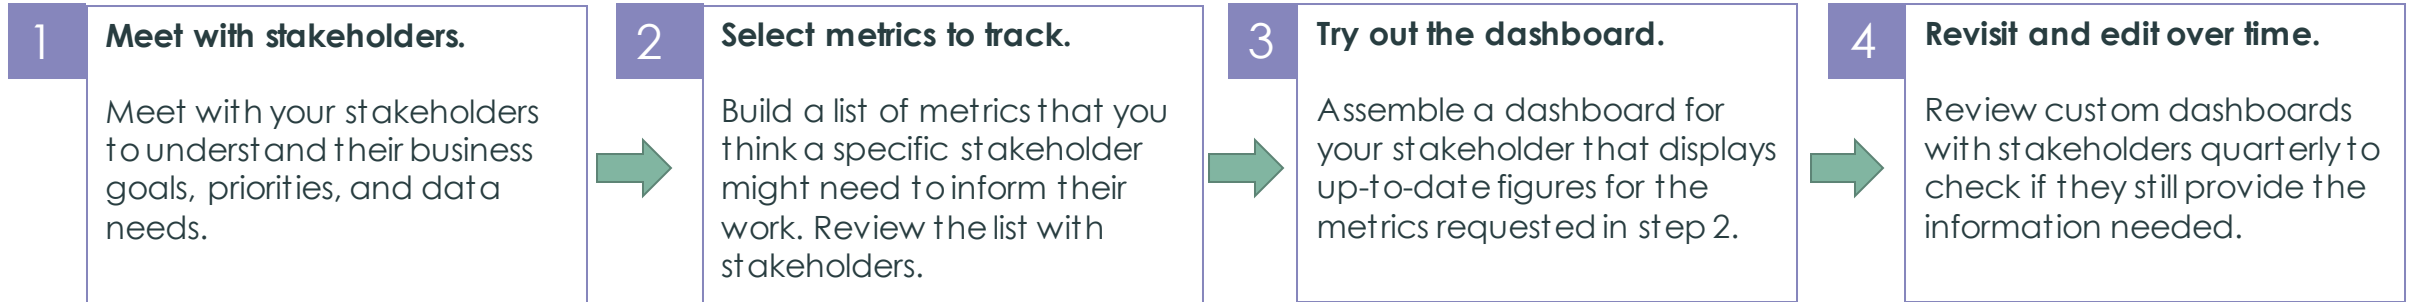 1
Meet with stakeholders.
Meet with your stakeholders
to understand their business
goals, priorities, and data
needs.
2
Select metrics to track.
Build a list of metrics that you
think a specific stakeholder
might need to inform their
work. Review the list with
stakeholders.
3
Try out the dashboard.
Assemble a dashboard for
your stakeholder that displays
up-to-date figures for the
metrics requested in step 2.
4
Revisit and edit over time.
Review custom dashboards
with stakeholders quarterly to
check if they still provide the
information needed.